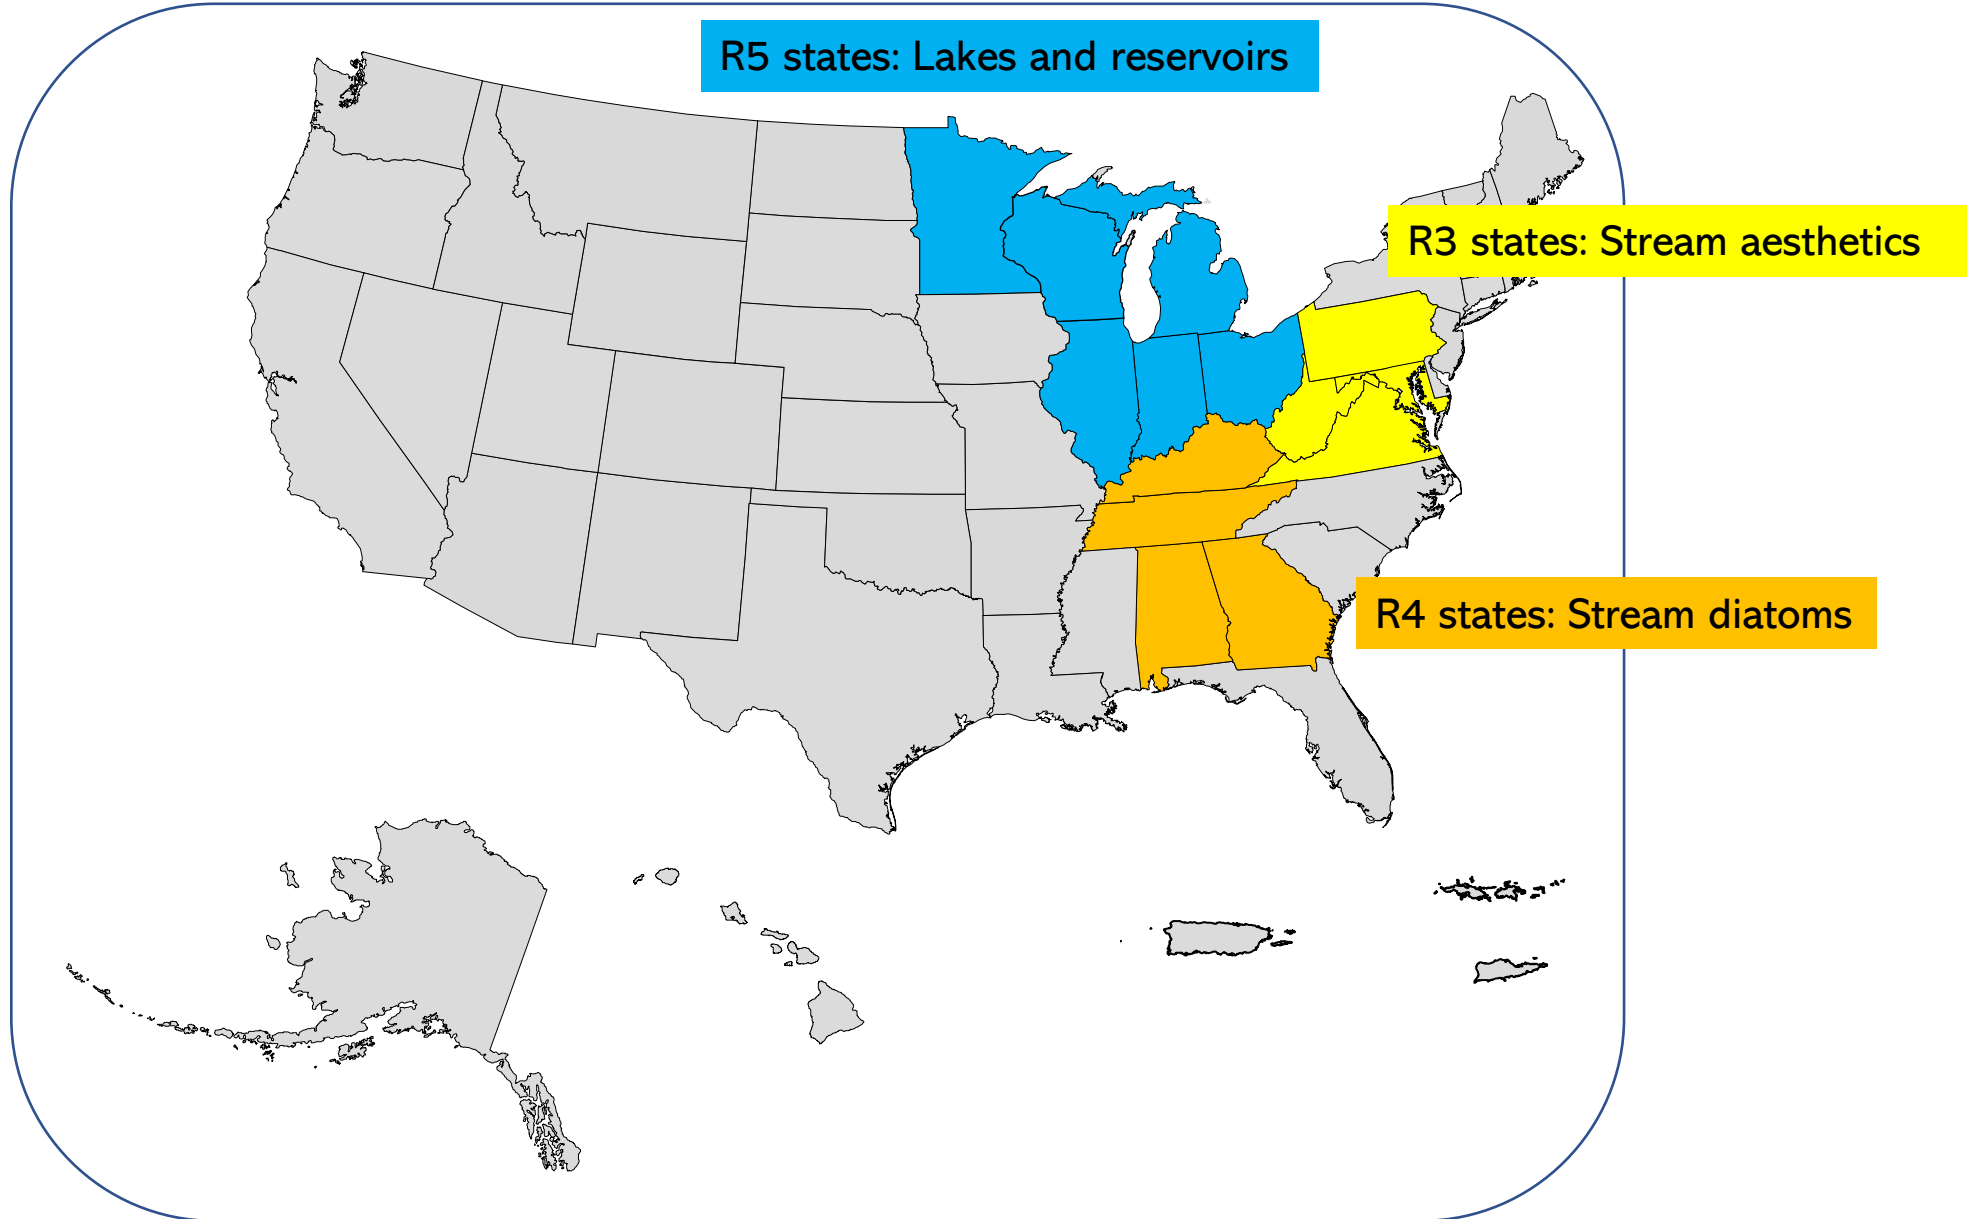 R5 states: Lakes and reservoirs
R3 states: Stream aesthetics
R4 states: Stream diatoms